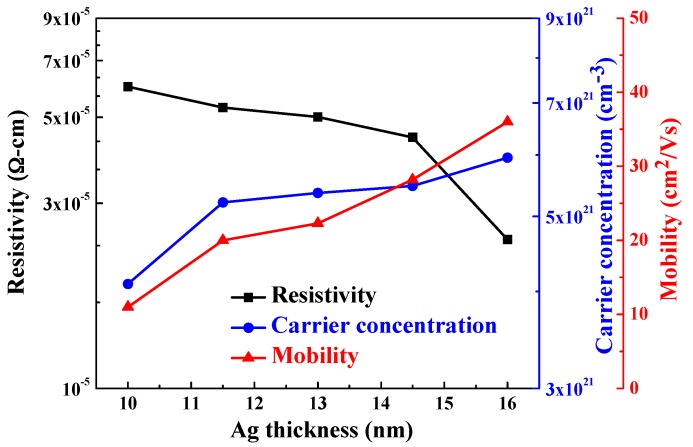 9x10-5
7x10-5
5x10-5
3x10-5
10-5
Resistivity (Ω-cm)
10 11 12 13 14 15 16
Ag thickness (nm)
Resistivity
Carrier concentration
Mobility
9x1021
7x1021
5x1021
3x1021
Carrier concentration (cm-3)
50
40
30
20
10
0
Mobility (cm2/Vs)